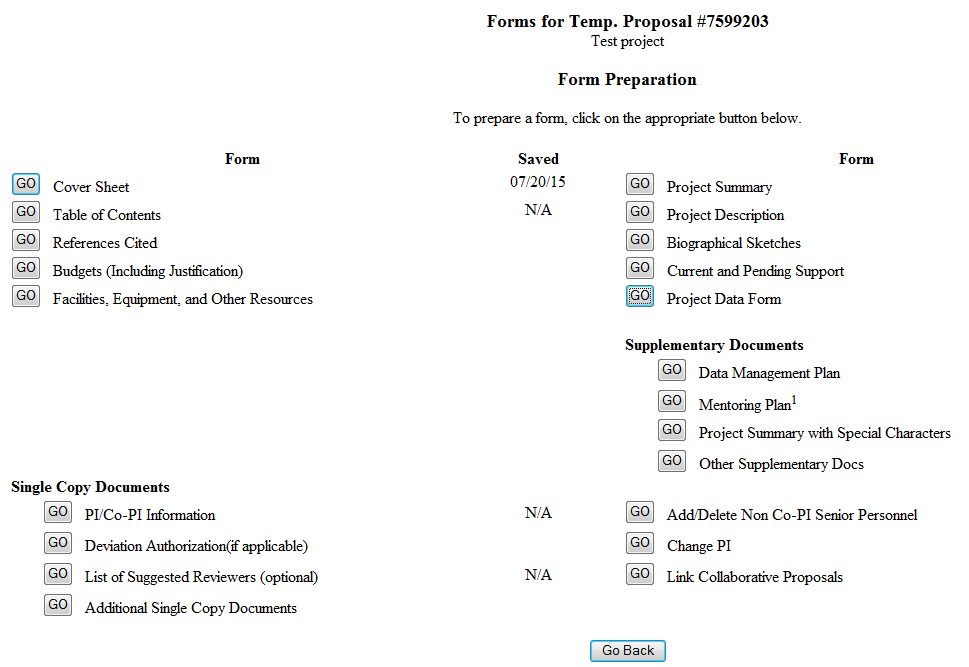 Forms for Temp. Proposal #7599203
Test project
Form Preparation
To prepare a form, click on the appropriate button below.
Form Saved Form
GO Cover Sheet 07/20/15 GO Project Summary
GO Table of Contents N/A GO Project Description
GO References Cited GO Biographical Sketches
GO Budgets (Including Justification) GO Current and Pending Support
GO Facilities, Equipment, and Other Resources GO Project Data Form
Supplementary Documents
GO Data Management Plan
GO Mentoring Plan1
GO Project Summary with Special Characters
GO Other Supplementary Docs
Single Copy Documents
GO PI/Co-PI Information N/A GO Add/Delete Non Co-PI Senior Personnel
GO Deviation Authorization(if applicable) GO Change PI
GO List of Suggested Reviewers (optional) N/A GO Link Collaborative Proposals
GO Additional Single Copy Documents
Go Back